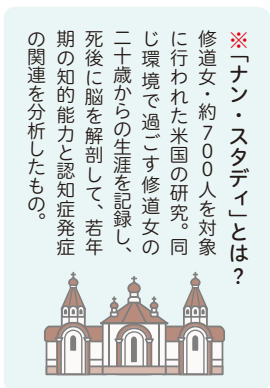 ※「ナン・スタディ」とは?
修道女・約700人を対象
に行われた米国の研究。同
じ環境で過ごす修道女の
二十歳からの生涯を記録し、
死後に脳を解剖して、若年
期の知的能力と認知症発症
の関連を分析したもの。